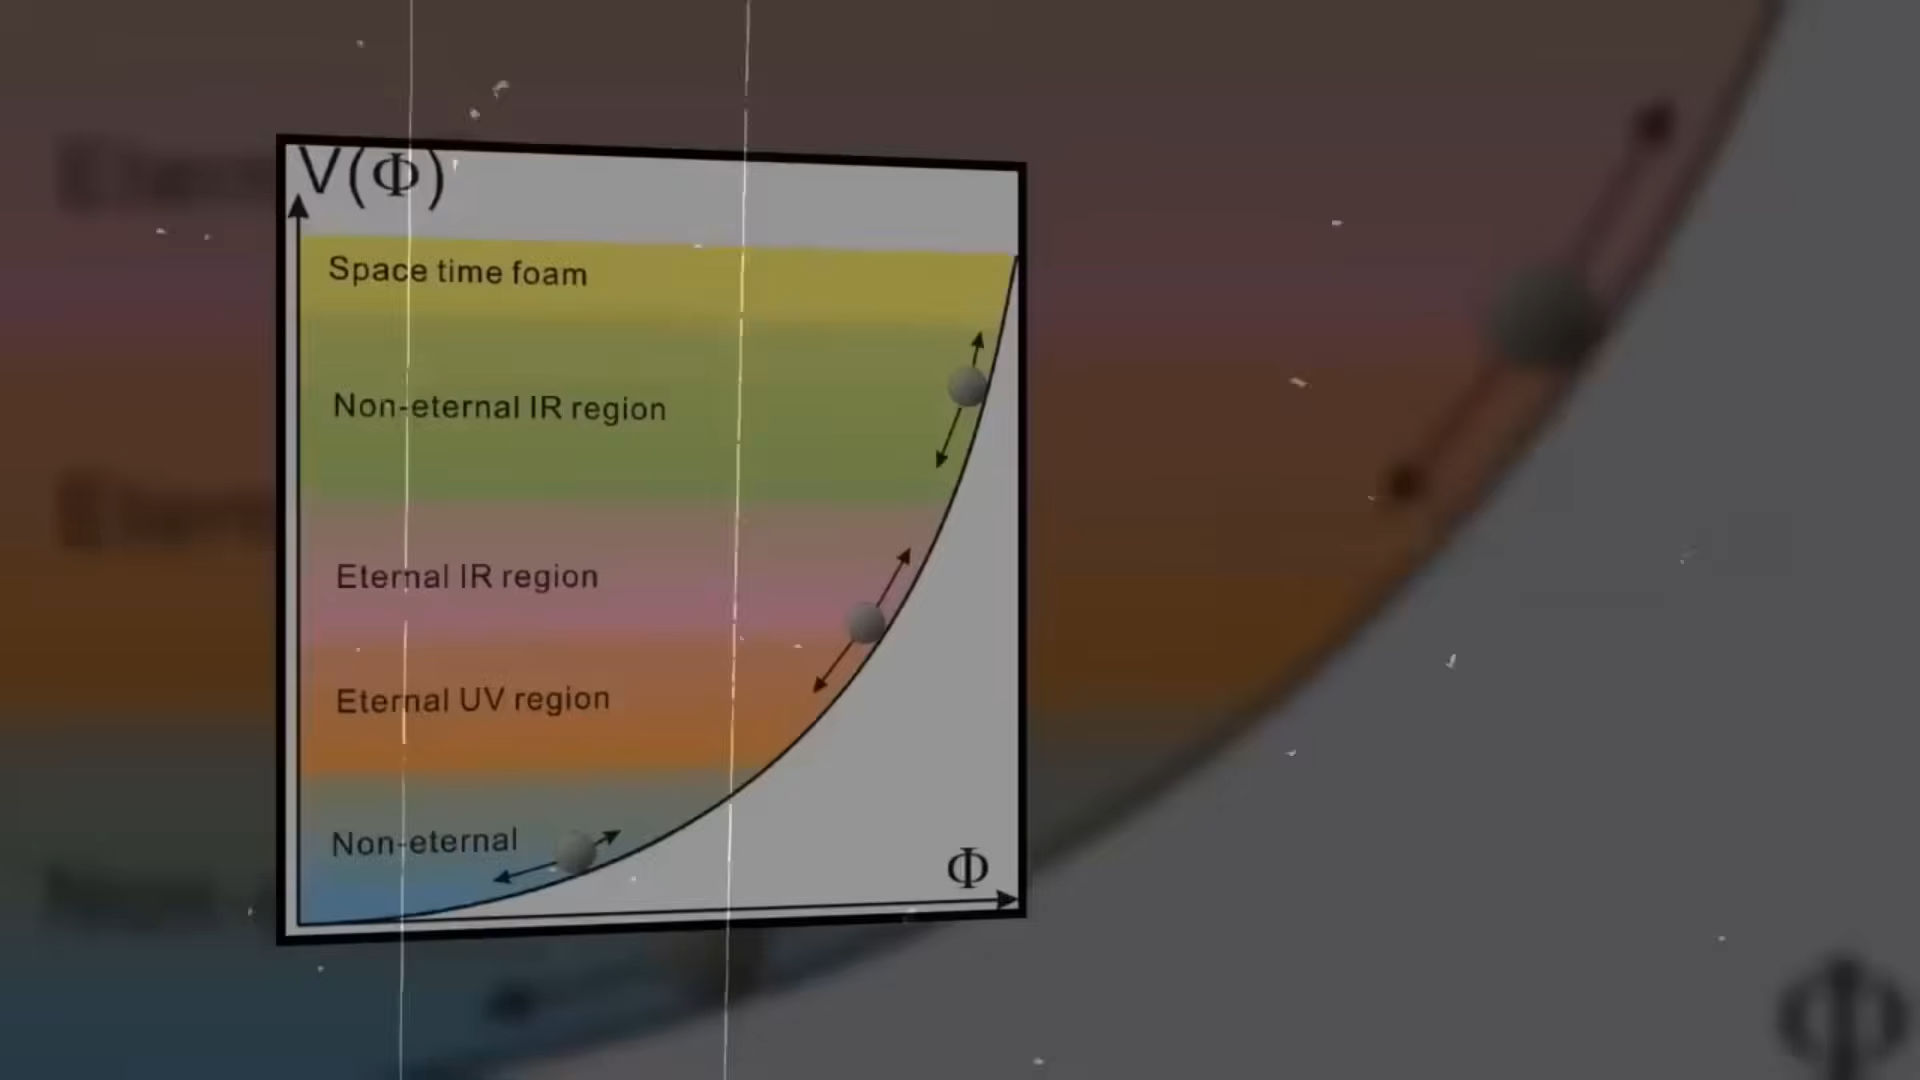 V(Φ)
Space time foam
Non-eternal IR region
Eternal IR region
Eternal UV region
Non-eternal
Φ
Φ